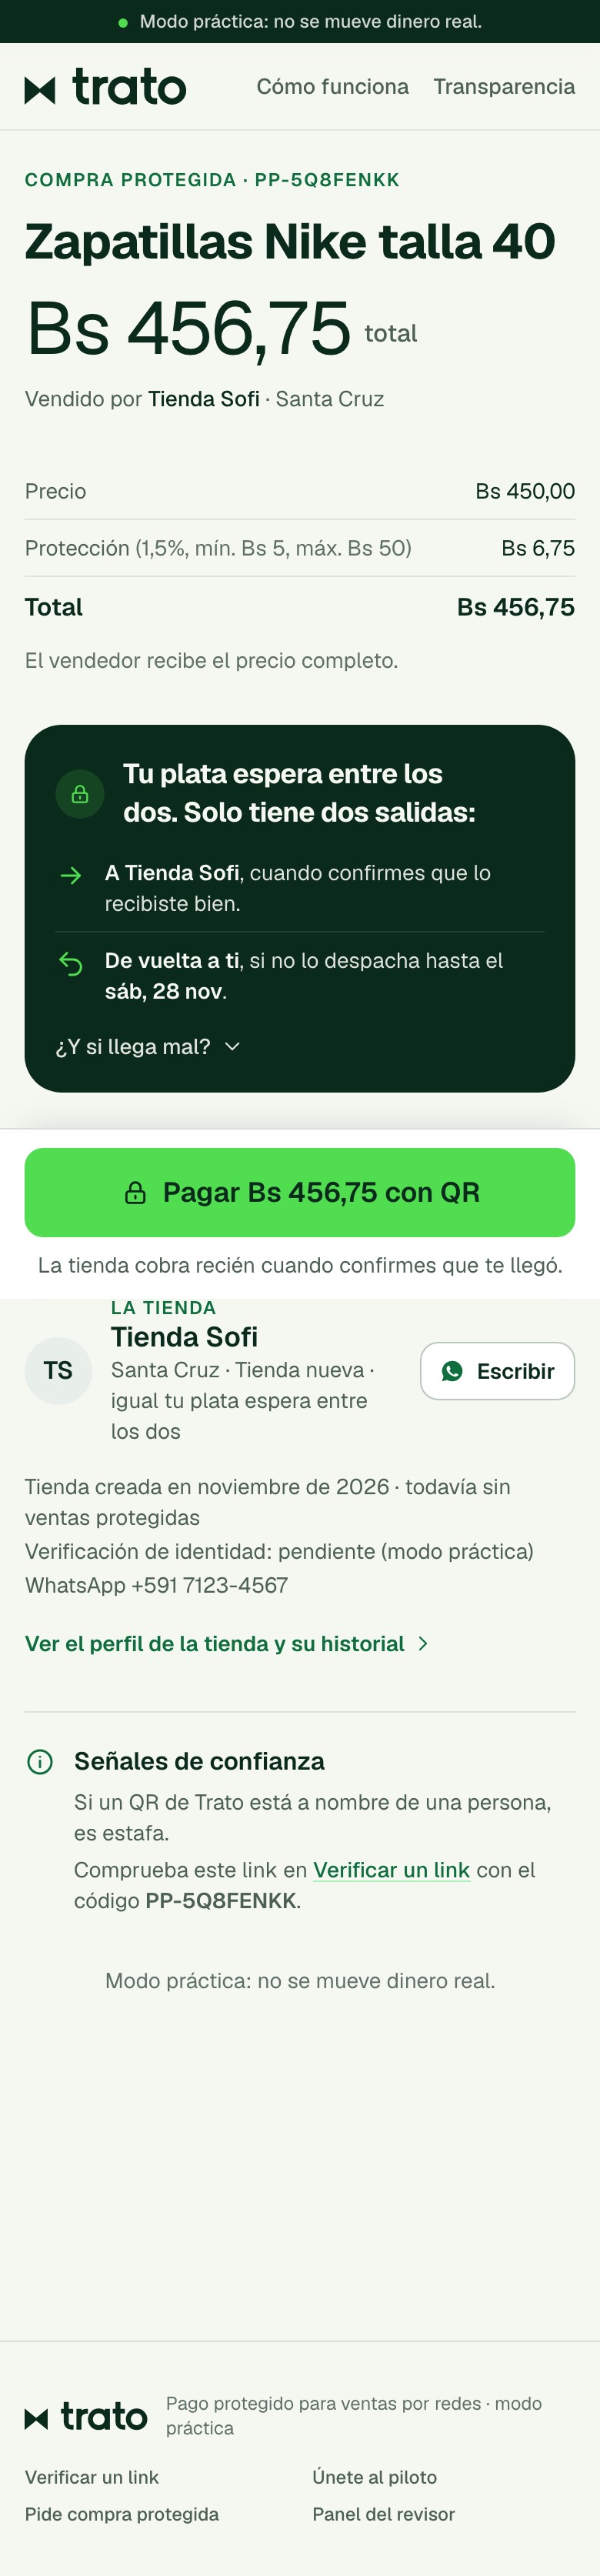 Modo práctica: no se mueve dinero real.
trato
Cómo funciona
Transparencia
COMPRA PROTEGIDA · PP-5Q8FENKK
Zapatillas Nike talla 40
Bs 456,75 total
Vendido por Tienda Sofi · Santa Cruz
Precio
Bs 450,00
Protección (1,5%, mín. Bs 5, máx. Bs 50)
Bs 6,75
Total
Bs 456,75
El vendedor recibe el precio completo.
Tu plata espera entre los
dos. Solo tiene dos salidas:
A Tienda Sofi, cuando confirmes que lo
recibiste bien.
De vuelta a ti, si no lo despacha hasta el
sáb, 28 nov.
¿Y si llega mal?
Pagar Bs 456,75 con QR
La tienda cobra recién cuando confirmes que te llegó.
LA TIENDA
TS
Tienda Sofi
Santa Cruz · Tienda nueva ·
igual tu plata espera entre
los dos
Escribir
Tienda creada en noviembre de 2026 · todavía sin
ventas protegidas
Verificación de identidad: pendiente (modo práctica)
WhatsApp +591 7123-4567
Ver el perfil de la tienda y su historial
Señales de confianza
Si un QR de Trato está a nombre de una persona,
es estafa.
Comprueba este link en Verificar un link con el
código PP-5Q8FENKK.
Modo práctica: no se mueve dinero real.
trato
Pago protegido para ventas por redes · modo
práctica
Verificar un link
Únete al piloto
Pide compra protegida
Panel del revisor